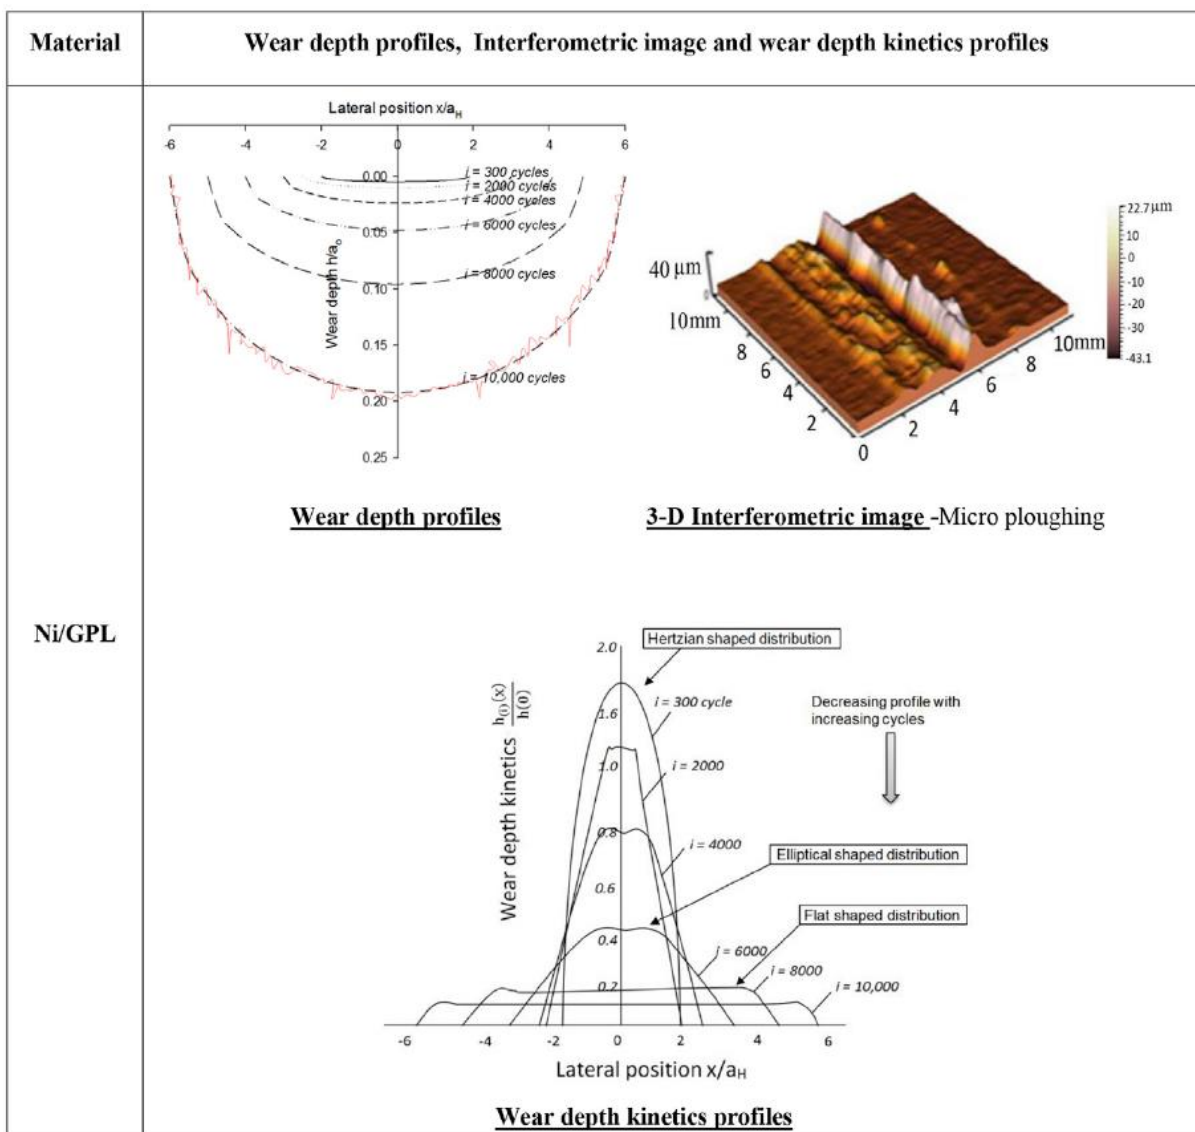 Material
Wear depth profiles, Interferometric image and wear depth kinetics profiles
Ni/GPL
Lateral position x/aH
-6 -4 -2 0 2 4 6
0.00
0.05
0.10
0.15
0.20
0.25
Wear depth h/ao
i = 300 cycles
i = 2000 cycles
i = 4000 cycles
i = 6000 cycles
i = 8000 cycles
i = 10,000 cycles
Wear depth profiles
40 μm
0
10mm
8
6
4
2
0
2
4
6
8
10mm
22.7μm
10
0
-10
-20
-30
-43.1
3-D Interferometric image -Micro ploughing
Wear depth kinetics h(i)(x)/h(0)
2.0
1.6
1.0
0.8
0.6
0.4
0.2
Hertzian shaped distribution
i = 300 cycle
i = 2000
i = 4000
Decreasing profile with
increasing cycles
Elliptical shaped distribution
Flat shaped distribution
i = 6000
i = 8000
i = 10,000
-6 -4 -2 0 2 4 6
Lateral position x/aH
Wear depth kinetics profiles